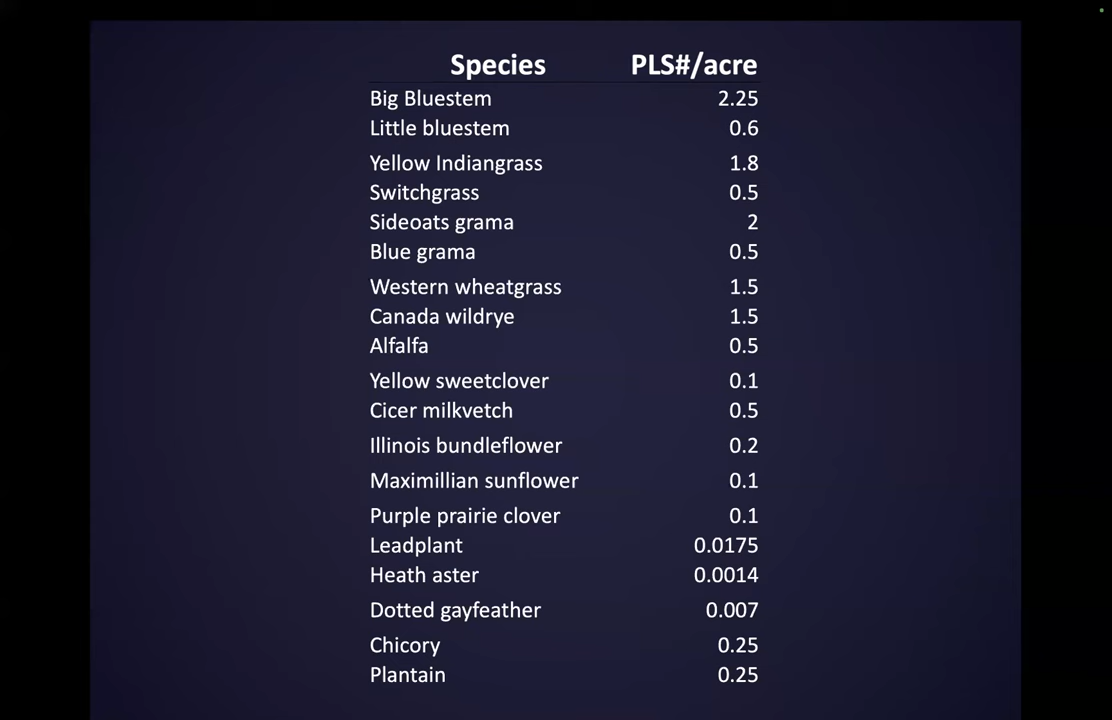 Species PLS#/acre
Big Bluestem 2.25
Little bluestem 0.6
Yellow Indiangrass 1.8
Switchgrass 0.5
Sideoats grama 2
Blue grama 0.5
Western wheatgrass 1.5
Canada wildrye 1.5
Alfalfa 0.5
Yellow sweetclover 0.1
Cicer milkvetch 0.5
Illinois bundleflower 0.2
Maximillian sunflower 0.1
Purple prairie clover 0.1
Leadplant 0.0175
Heath aster 0.0014
Dotted gayfeather 0.007
Chicory 0.25
Plantain 0.25